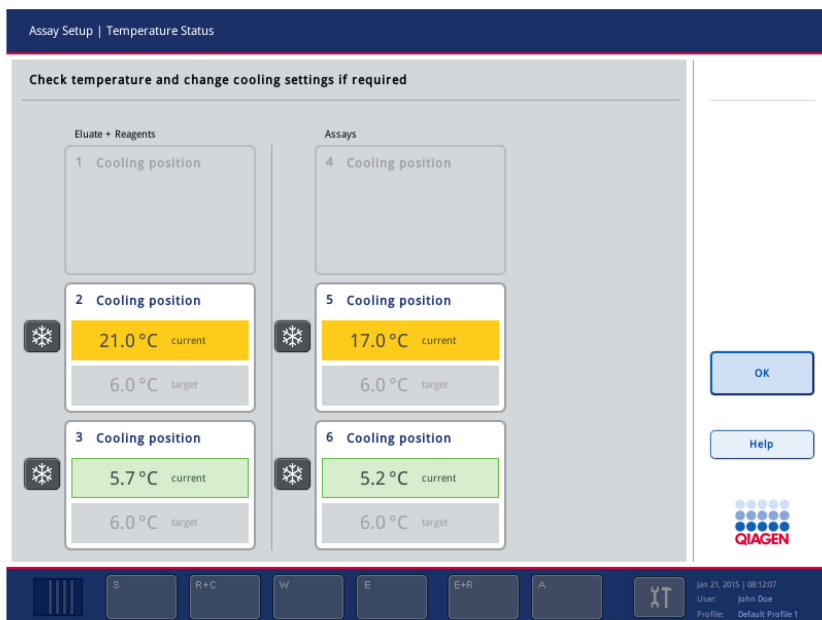 Assay Setup | Temperature Status
Check temperature and change cooling settings if required
Eluate + Reagents
1 Cooling position
2 Cooling position
21.0 °C current
6.0 °C target
3 Cooling position
5.7 °C current
6.0 °C target
Assays
4 Cooling position
5 Cooling position
17.0 °C current
6.0 °C target
6 Cooling position
5.2 °C current
6.0 °C target
OK
Help
QIAGEN
S
R+C
W
E
E+R
A
Jan 21, 2015 | 08:12:07
User: John Doe
Profile: Default Profile 1